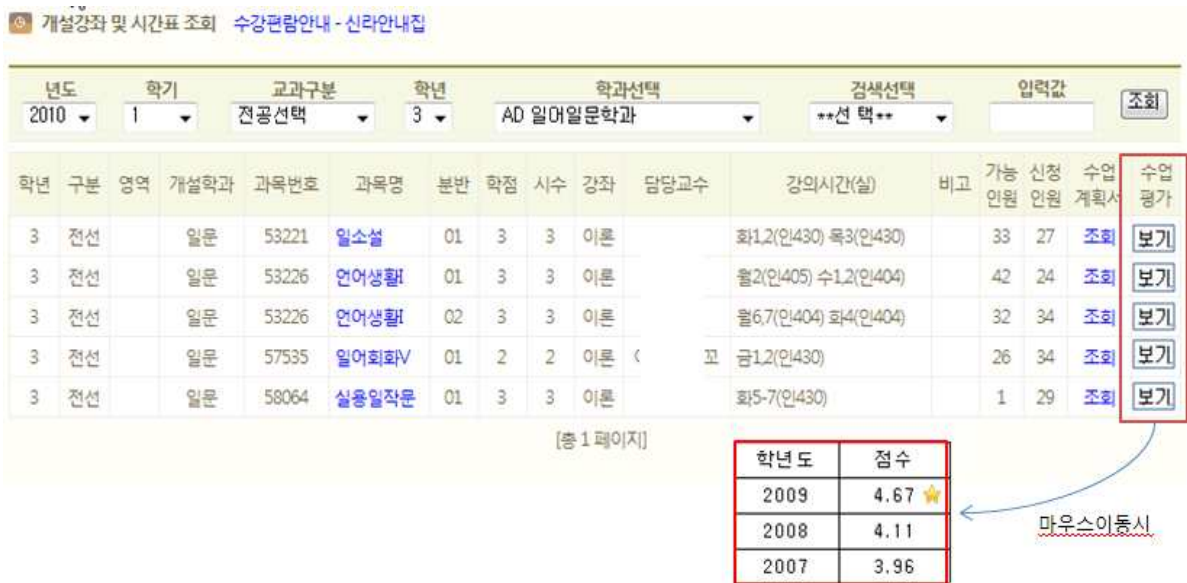 개설강좌 및 시간표 조회 수강편람안내 - 신라안내집
년도 학기 교과구분 학년 학과선택 검색선택 입력값
2010 1 전공선택 3 AD 일어일문학과 **선 택** 조회
학년 구분 영역 개설학과 과목번호 과목명 분반 학점 시수 강좌 담당교수 강의시간(실) 비고 가능인원 신청인원 수업계획서 수업평가
3 전선 일문 53221 일소설 01 3 3 이론 화1,2(인430) 목3(인430) 33 27 조회 보기
3 전선 일문 53226 언어생활I 01 3 3 이론 월2(인405) 수1,2(인404) 42 24 조회 보기
3 전선 일문 53226 언어생활I 02 3 3 이론 월6,7(인404) 화4(인404) 32 34 조회 보기
3 전선 일문 57535 일어회화V 01 2 2 이론 꼬 금1,2(인430) 26 34 조회 보기
3 전선 일문 58064 실용일작문 01 3 3 이론 화5-7(인430) 1 29 조회 보기
[총 1 페이지]
학년도 점수
2009 4.67
2008 4.11
2007 3.96
마우스이동시